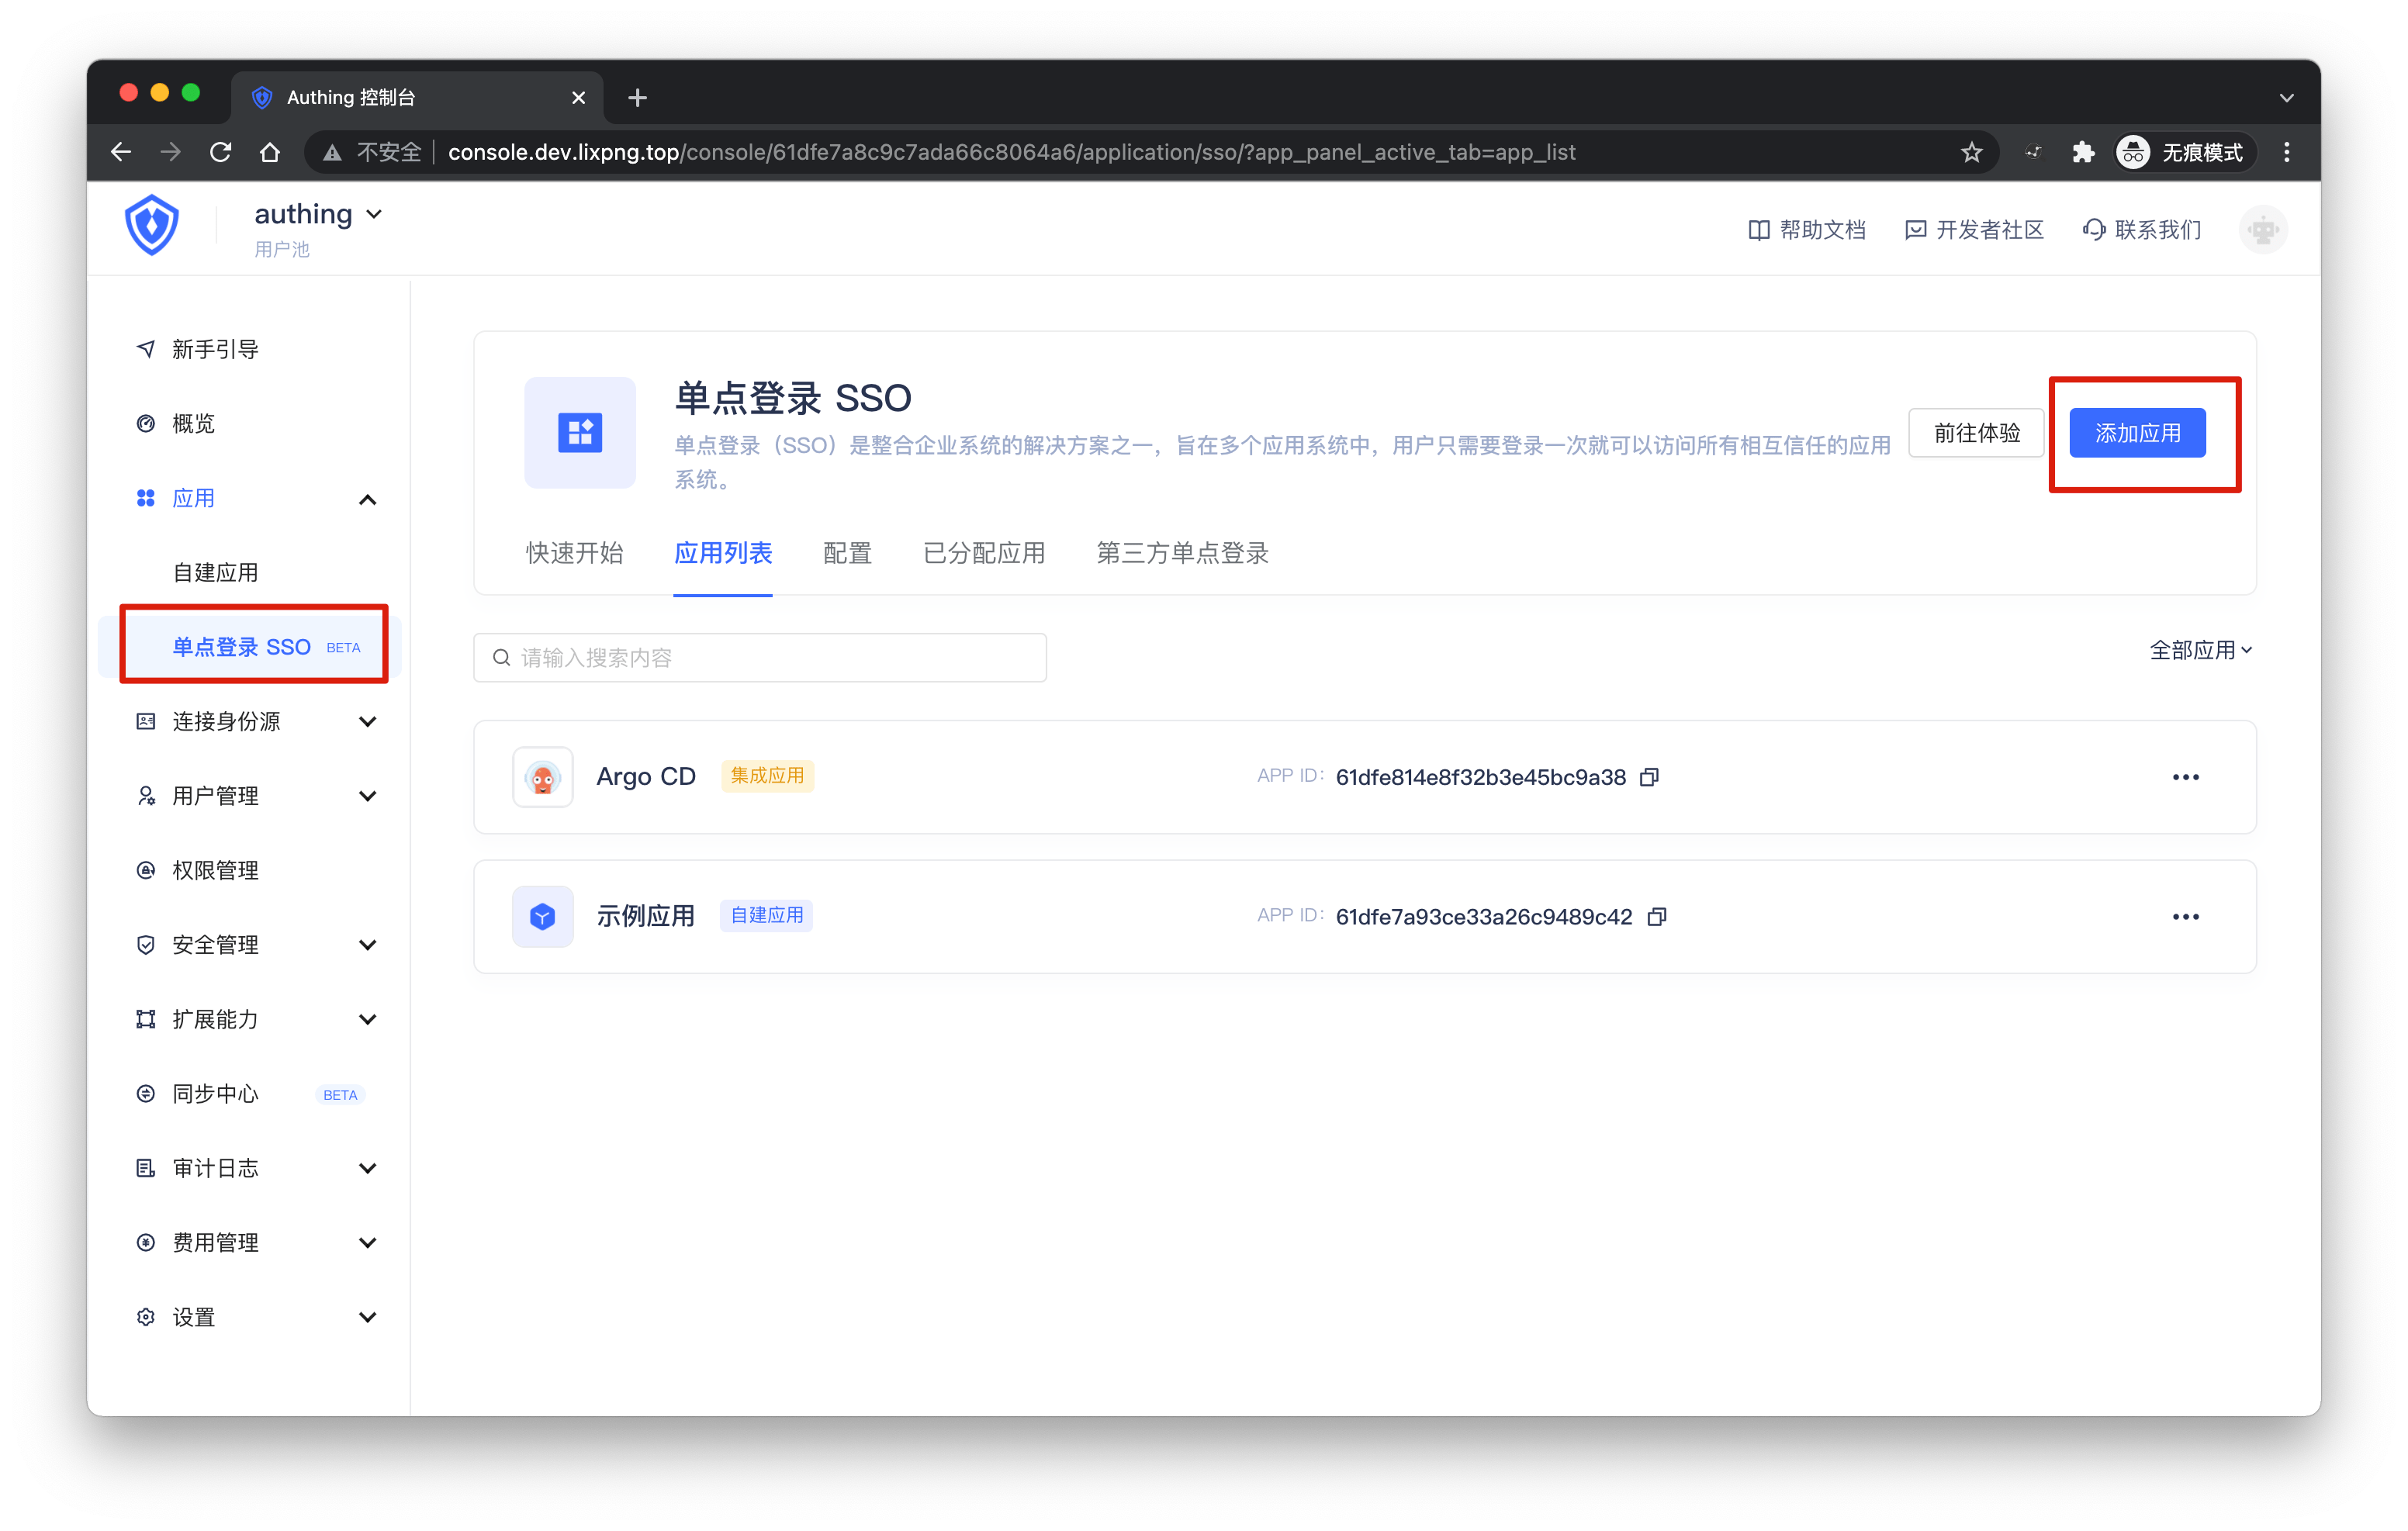 Authing 控制台
不安全 console.dev.lixpng.top/console/61dfe7a8c9c7ada66c8064a6/application/sso/?app_panel_active_tab=app_list
无痕模式
authing
用户池
帮助文档
开发者社区
联系我们
新手引导
概览
应用
自建应用
单点登录 SSO BETA
连接身份源
用户管理
权限管理
安全管理
扩展能力
同步中心 BETA
审计日志
费用管理
设置
单点登录 SSO
单点登录（SSO）是整合企业系统的解决方案之一，旨在多个应用系统中，用户只需要登录一次就可以访问所有相互信任的应用
系统。
前往体验
添加应用
快速开始 应用列表 配置 已分配应用 第三方单点登录
请输入搜索内容
全部应用
Argo CD 集成应用 APP ID: 61dfe814e8f32b3e45bc9a38
示例应用 自建应用 APP ID: 61dfe7a93ce33a26c9489c42